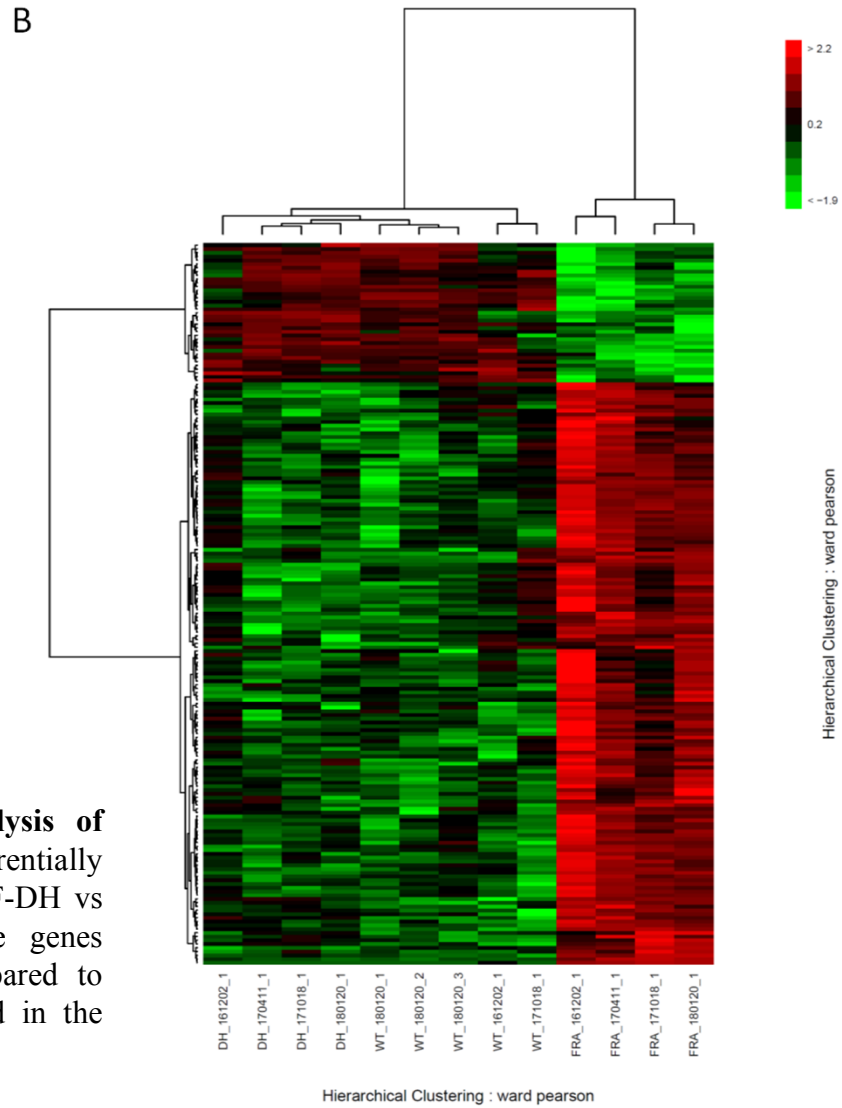 B
> 2.2
0.2
< −1.9
Hierarchical Clustering : ward pearson
lysis of
rentially
F-DH vs
e genes
pared to
d in the
DH_161202_1
DH_170411_1
DH_171018_1
DH_180120_1
WT_180120_1
WT_180120_2
WT_180120_3
WT_161202_1
WT_171018_1
FRA_161202_1
FRA_170411_1
FRA_171018_1
FRA_180120_1
Hierarchical Clustering : ward pearson